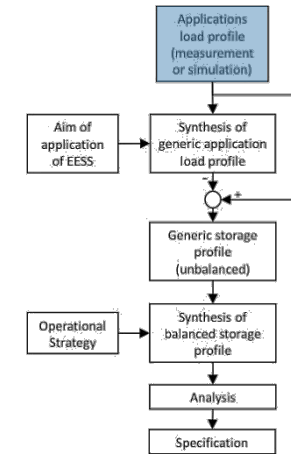 Applications
load profile
(measurement
or simulation)
Aim of
application
of EESS
Synthesis of
generic application
load profile
-
+
Generic storage
profile
(unbalanced)
Operational
Strategy
Synthesis of
balanced storage
profile
Analysis
Specification